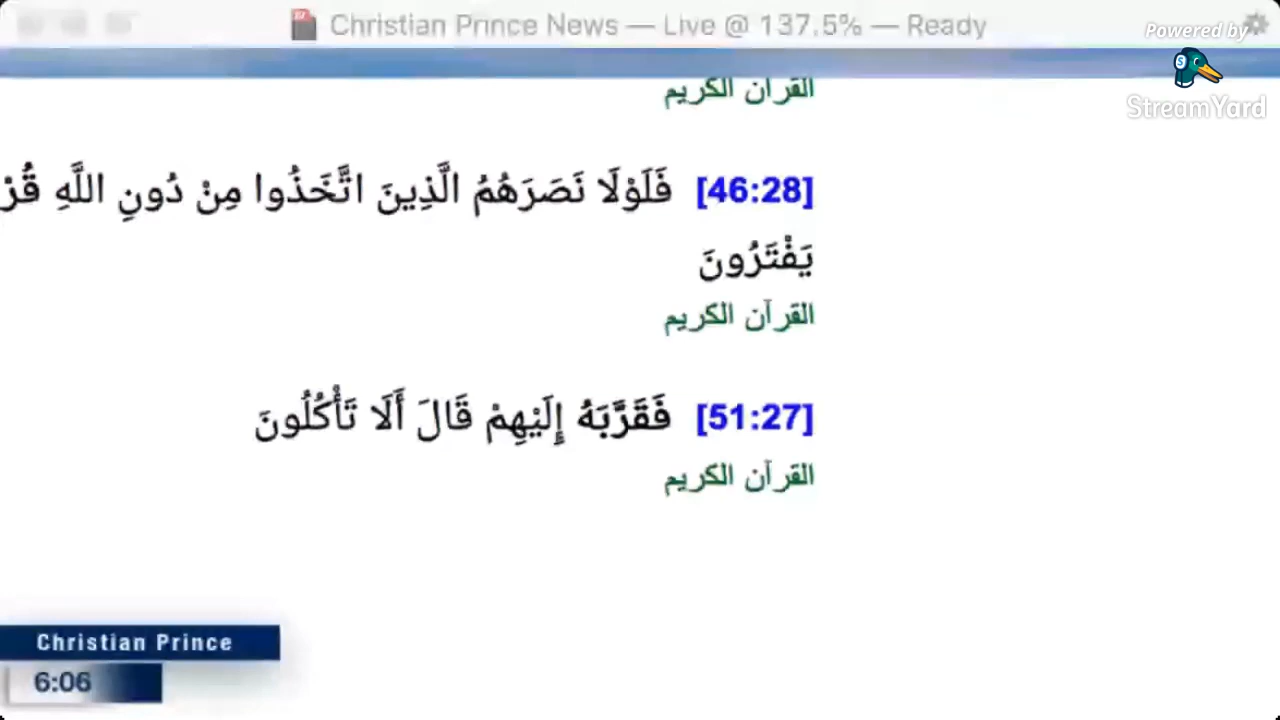 Christian Prince News — Live @ 137.5% — Ready
Powered by
StreamYard
القرآن الكريم
[46:28] فَلَوْلَا نَصَرَهُمُ الَّذِينَ اتَّخَذُوا مِنْ دُونِ اللَّهِ
يَفْتَرُونَ
القرآن الكريم
[51:27] فَقَرَّبَهُ إِلَيْهِمْ قَالَ أَلَا تَأْكُلُونَ
القرآن الكريم
Christian Prince
6:06